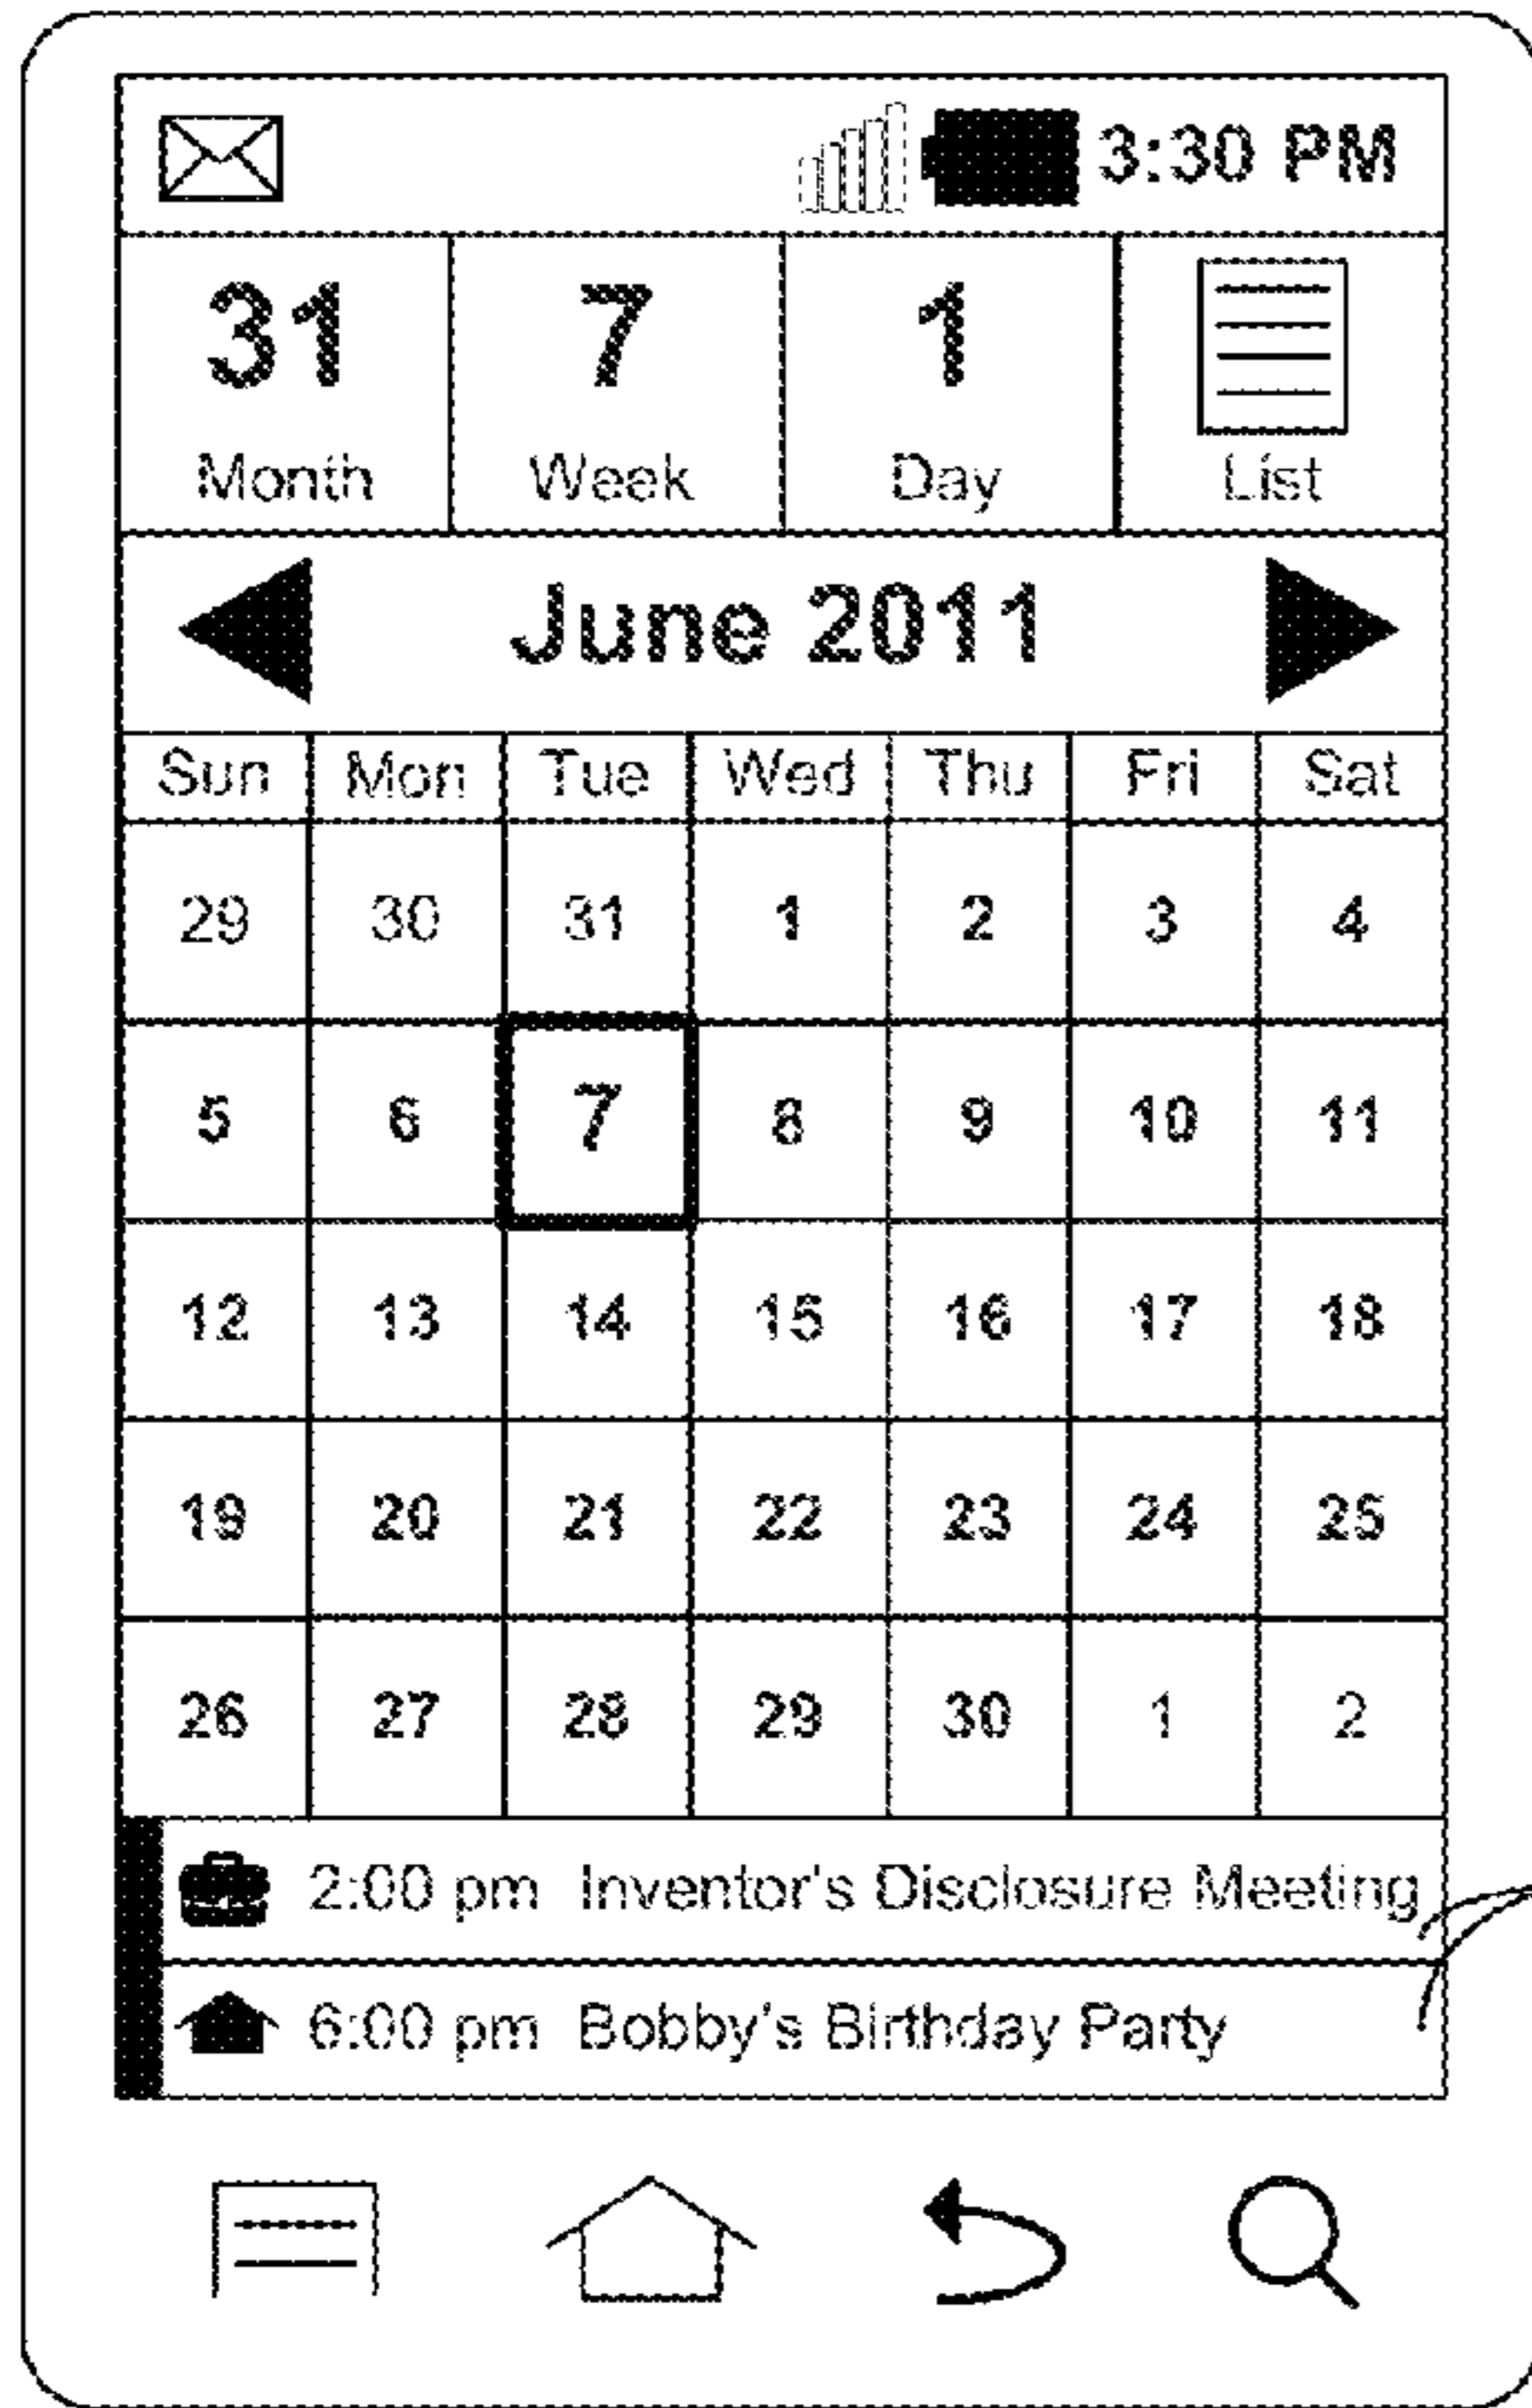 3:30 PM
31 7 1
Month Week Day List
June 2011
Sun Mon Tue Wed Thu Fri Sat
29 30 31 1 2 3 4
5 6 7 8 9 10 11
12 13 14 15 16 17 18
19 20 21 22 23 24 25
26 27 28 29 30 1 2
2:00 pm Inventor's Disclosure Meeting
6:00 pm Bobby's Birthday Party